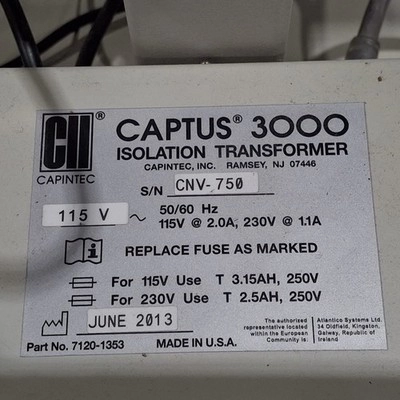 CII® CAPTUS® 3000
ISOLATION TRANSFORMER
CAPINTEC, INC. RAMSEY, NJ 07446
CAPINTEC
S/N CNV-750
115 V ~ 50/60 Hz
115V @ 2.0A, 230V @ 1.1A
i REPLACE FUSE AS MARKED
For 115V Use T 3.15AH, 250V
For 230V Use T 2.5AH, 250V
JUNE 2013
The authorised
representative located
within the European
Community is:
Atlantico Systems Ltd.
34 Oldfield, Kingston,
Galway, Republic of
Ireland
Part No. 7120-1353 MADE IN U.S.A.